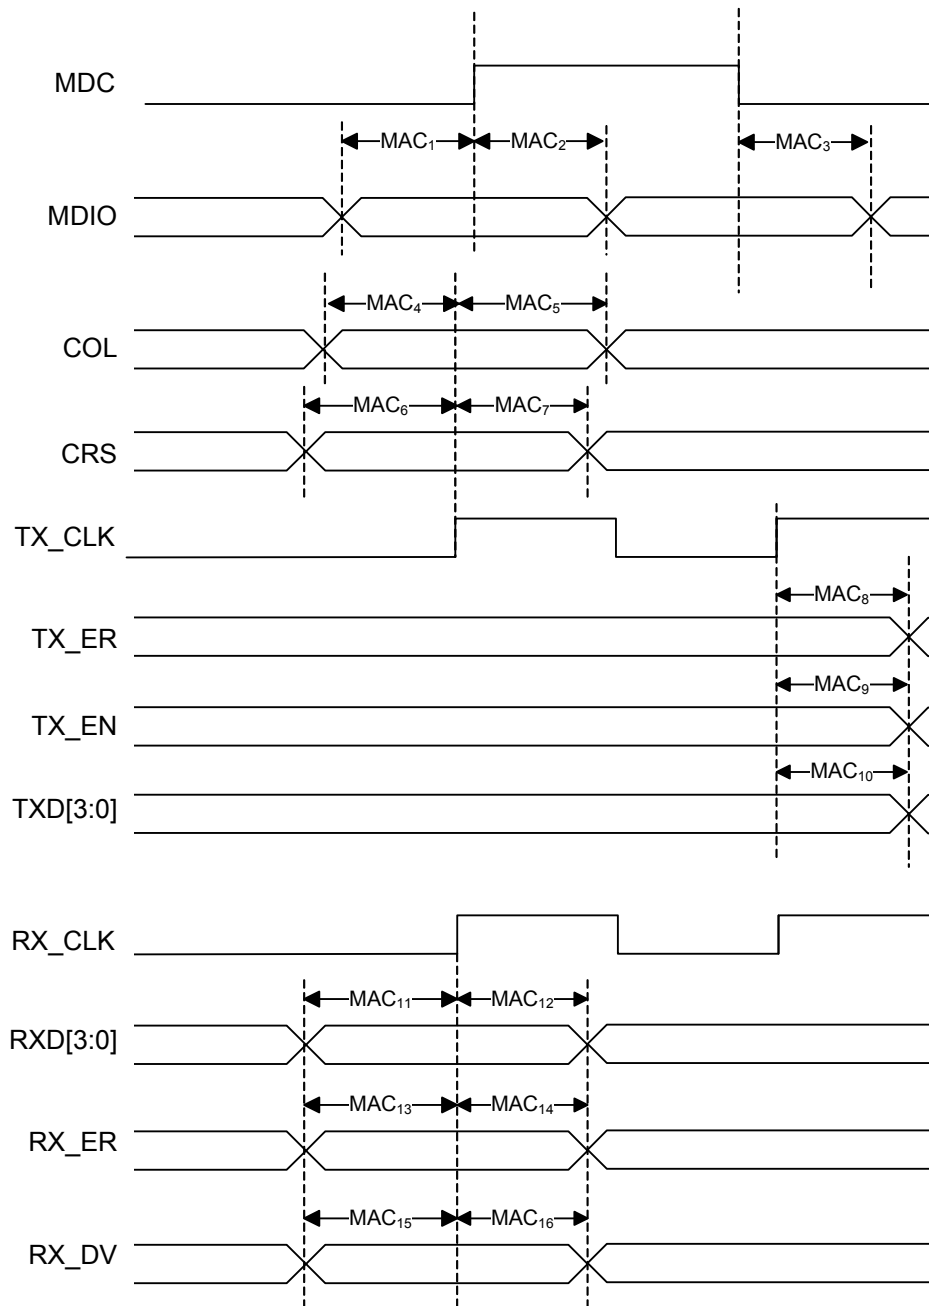 MDC
MAC₁ MAC₂ MAC₃
MDIO
MAC₄ MAC₅
COL
MAC₆ MAC₇
CRS
TX_CLK
MAC₈
TX_ER
MAC₉
TX_EN
MAC₁₀
TXD[3:0]
RX_CLK
MAC₁₁ MAC₁₂
RXD[3:0]
MAC₁₃ MAC₁₄
RX_ER
MAC₁₅ MAC₁₆
RX_DV